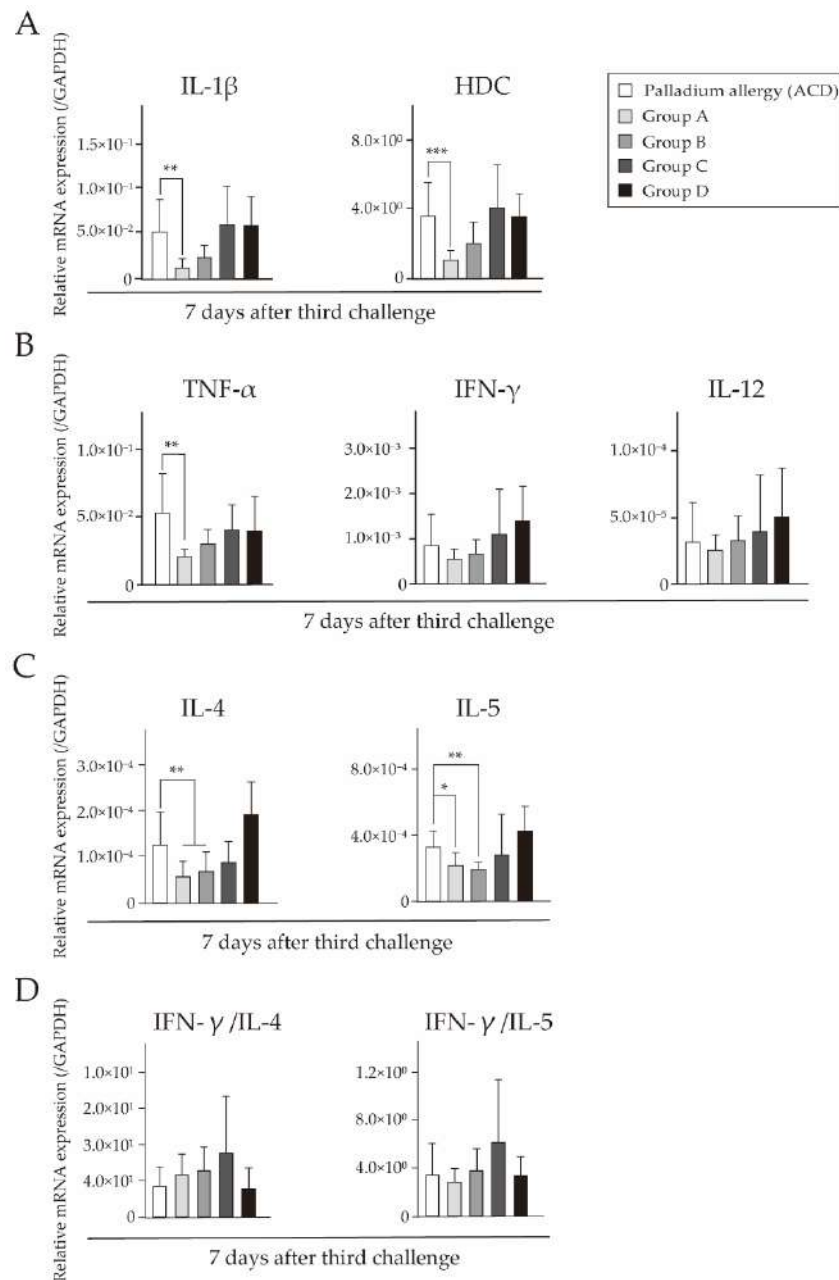 A
Relative mRNA expression (/GAPDH)
IL-1β
1.5×10⁻¹
1.0×10⁻¹
5.0×10⁻²
0
**
HDC
8.0×10⁰
4.0×10⁰
0
***
Palladium allergy (ACD)
Group A
Group B
Group C
Group D
7 days after third challenge
B
Relative mRNA expression (/GAPDH)
TNF-α
1.0×10⁻¹
5.0×10⁻²
0
**
IFN-γ
3.0×10⁻³
2.0×10⁻³
1.0×10⁻³
0
IL-12
1.0×10⁻⁴
5.0×10⁻⁵
0
7 days after third challenge
C
Relative mRNA expression (/GAPDH)
IL-4
3.0×10⁻⁴
2.0×10⁻⁴
1.0×10⁻⁴
0
**
IL-5
8.0×10⁻⁴
4.0×10⁻⁴
0
**
*
7 days after third challenge
D
Relative mRNA expression (/GAPDH)
IFN- γ /IL-4
1.0×10¹
2.0×10¹
3.0×10¹
4.0×10¹
0
IFN- γ /IL-5
1.2×10⁰
8.0×10⁰
4.0×10⁰
0
7 days after third challenge